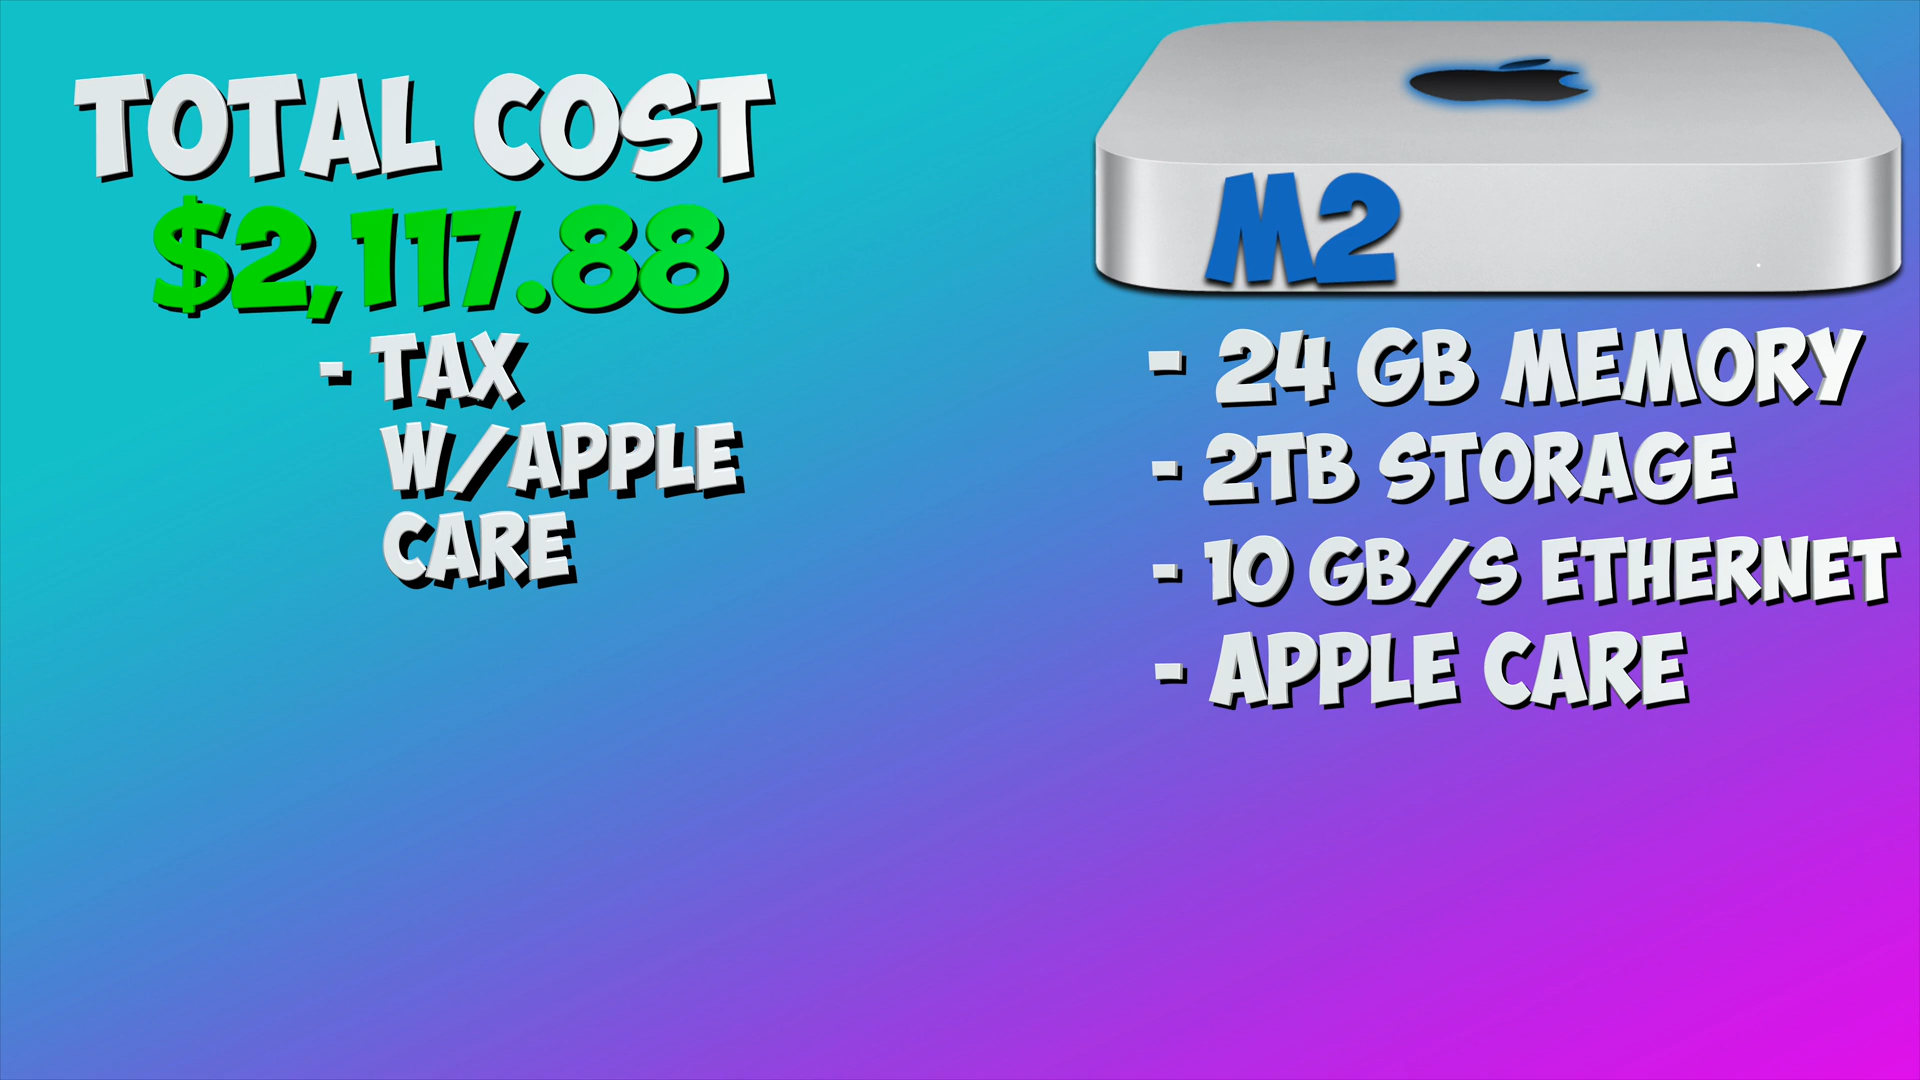 TOTAL COST
$2,117.88
- TAX
W/APPLE
CARE
M2
- 24 GB MEMORY
- 2TB STORAGE
- 10 GB/S ETHERNET
- APPLE CARE